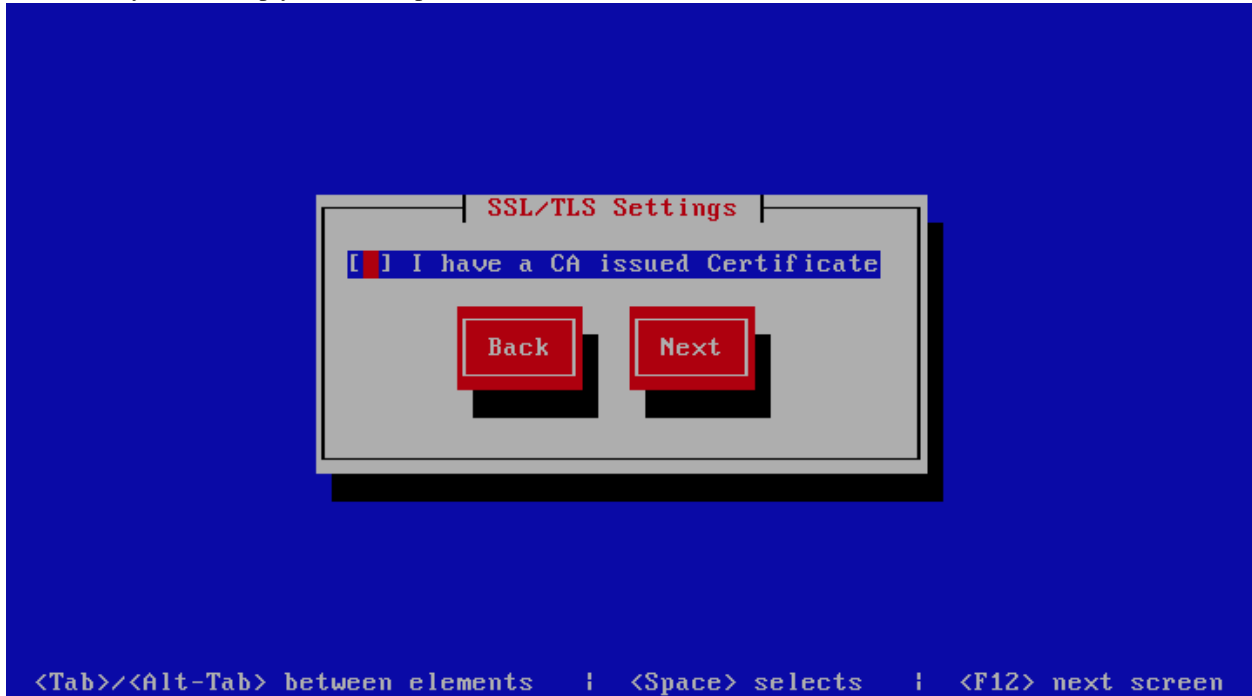 SSL/TLS Settings
[ ] I have a CA issued Certificate
Back Next
<Tab>/<Alt-Tab> between elements | <Space> selects | <F12> next screen